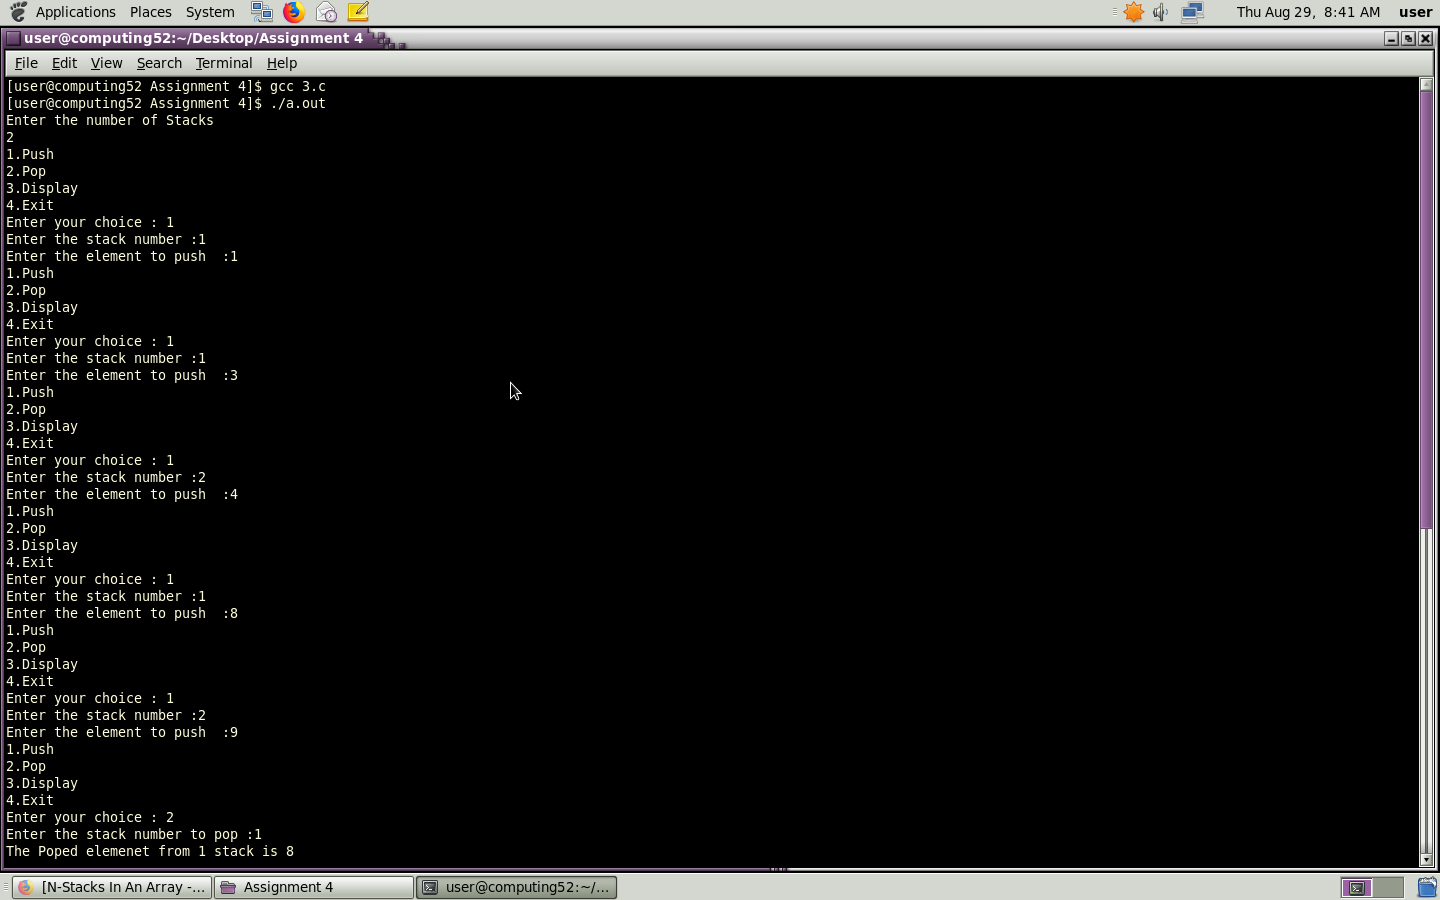 Applications Places System Thu Aug 29, 8:41 AM user
user@computing52:~/Desktop/Assignment 4
File Edit View Search Terminal Help
[user@computing52 Assignment 4]$ gcc 3.c
[user@computing52 Assignment 4]$ ./a.out
Enter the number of Stacks
2
1.Push
2.Pop
3.Display
4.Exit
Enter your choice : 1
Enter the stack number :1
Enter the element to push  :1
1.Push
2.Pop
3.Display
4.Exit
Enter your choice : 1
Enter the stack number :1
Enter the element to push  :3
1.Push
2.Pop
3.Display
4.Exit
Enter your choice : 1
Enter the stack number :2
Enter the element to push  :4
1.Push
2.Pop
3.Display
4.Exit
Enter your choice : 1
Enter the stack number :1
Enter the element to push  :8
1.Push
2.Pop
3.Display
4.Exit
Enter your choice : 1
Enter the stack number :2
Enter the element to push  :9
1.Push
2.Pop
3.Display
4.Exit
Enter your choice : 2
Enter the stack number to pop :1
The Poped elemenet from 1 stack is 8
[N-Stacks In An Array -... Assignment 4 user@computing52:~/...